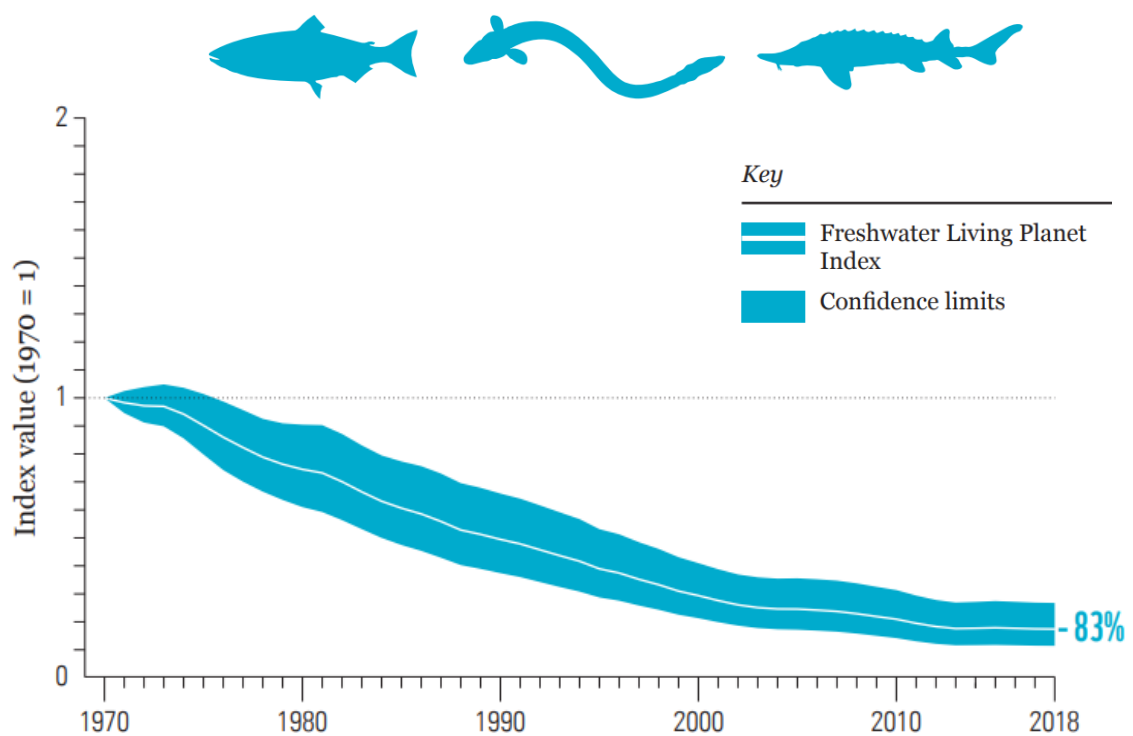 2
Key
Freshwater Living Planet
Index
Confidence limits
Index value (1970 = 1)
1
- 83%
0
1970 1980 1990 2000 2010 2018